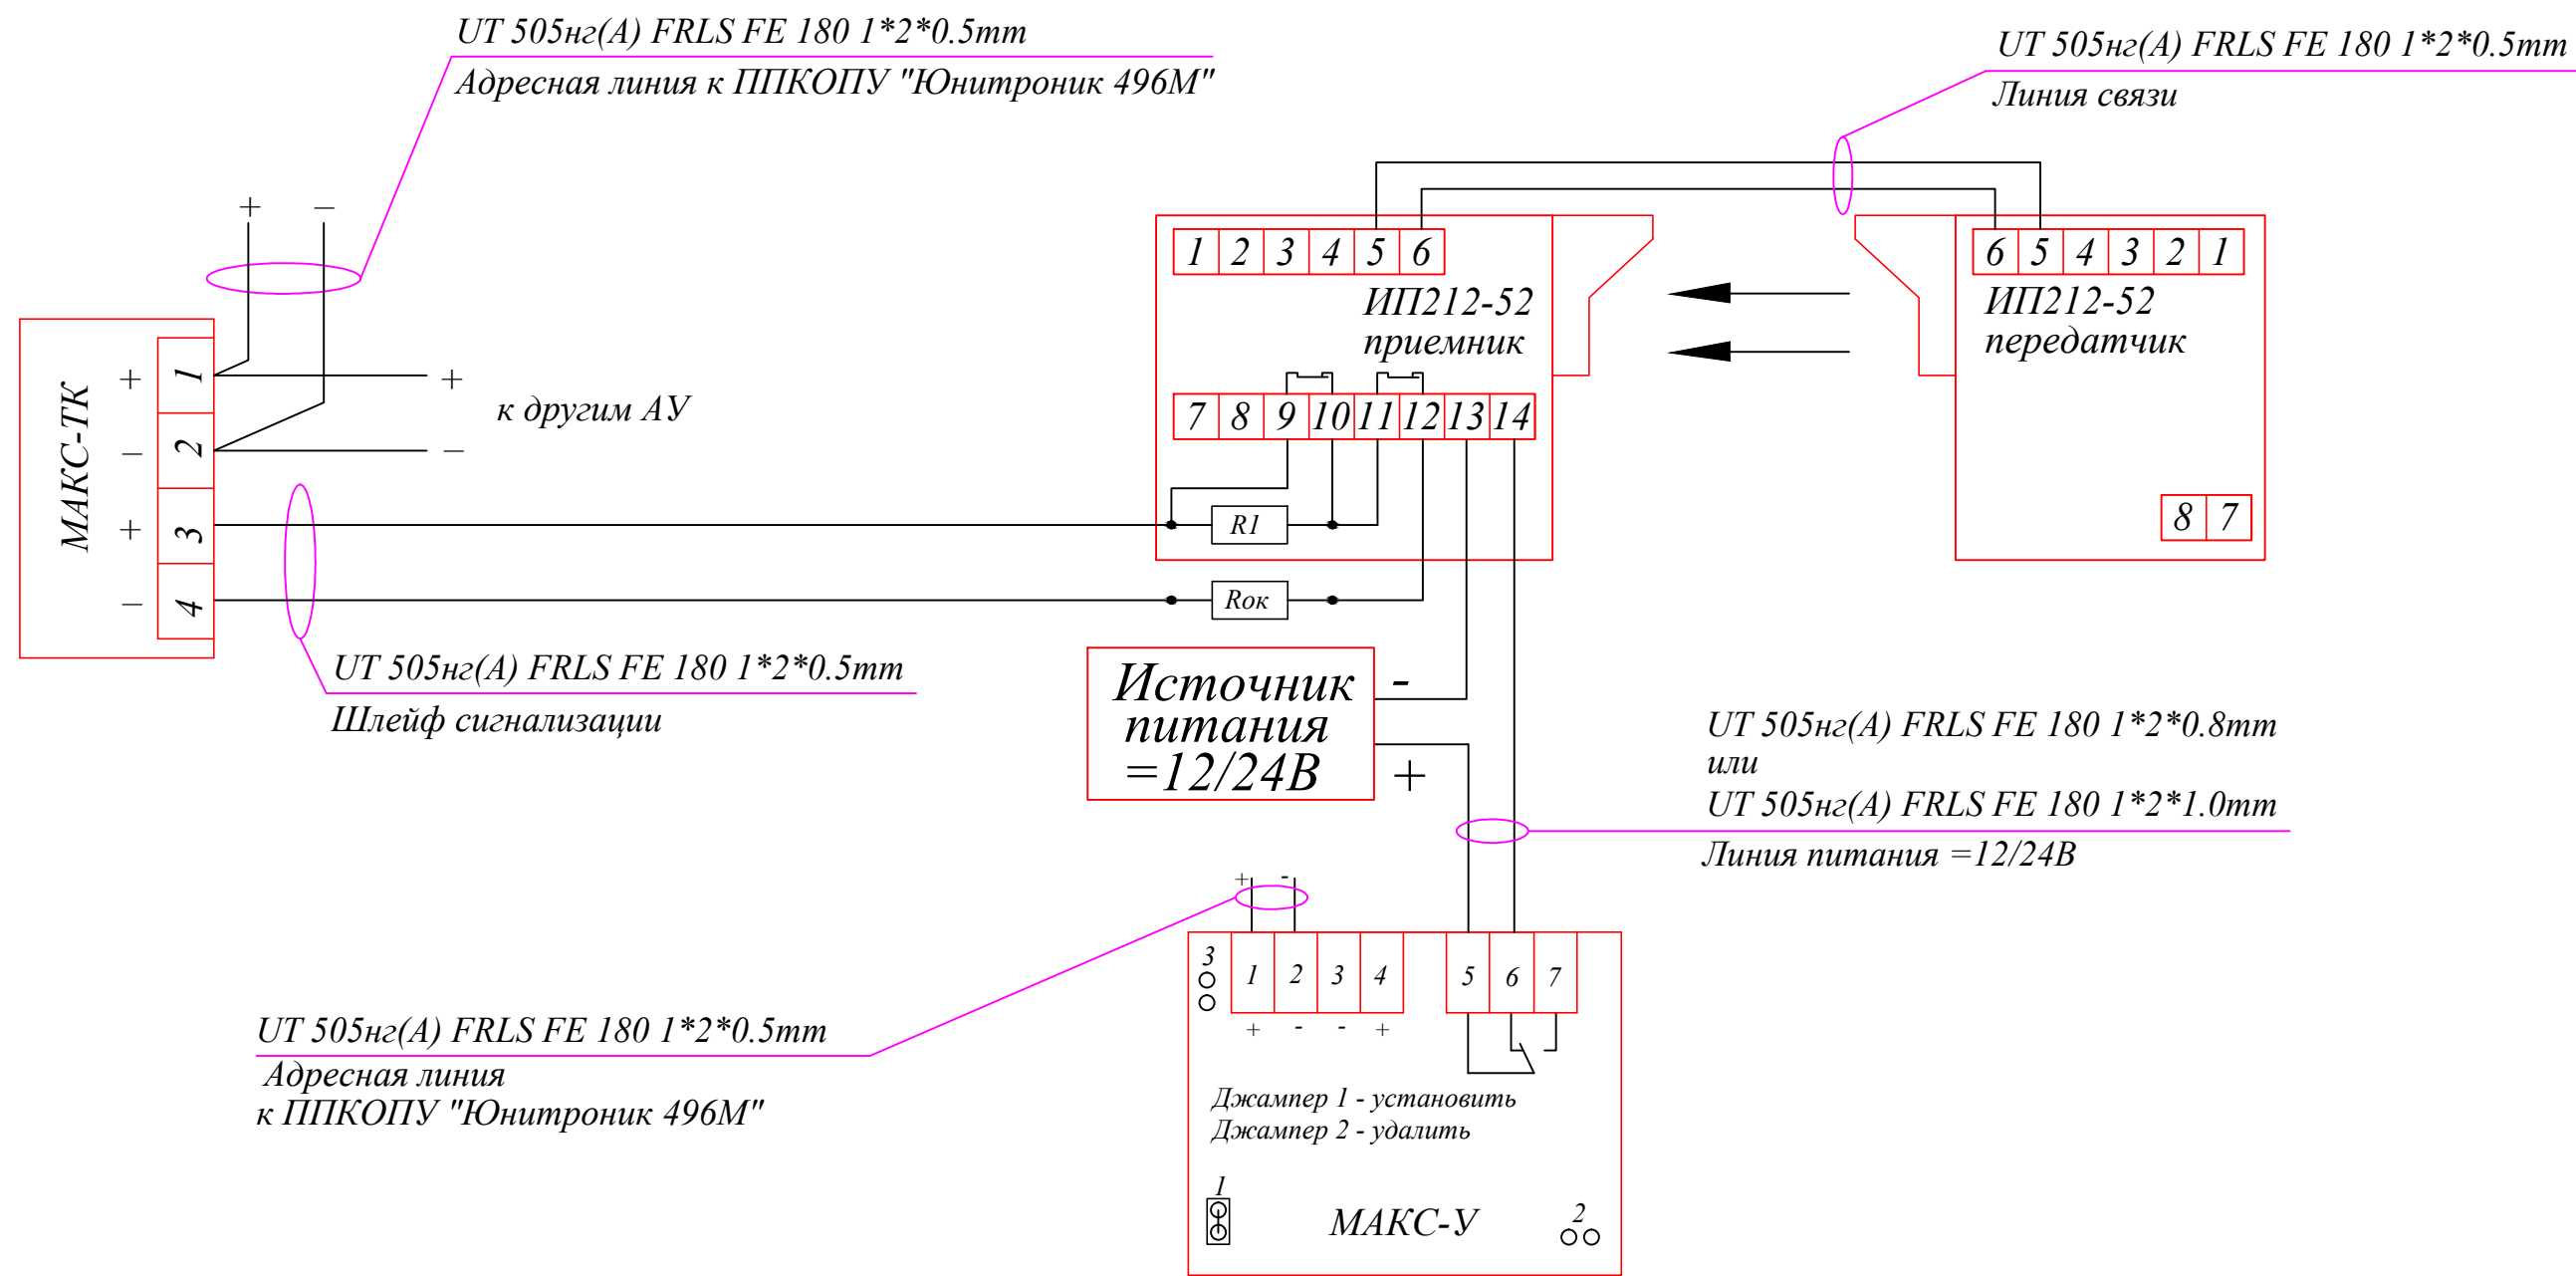 UT 505нг(А) FRLS FE 180 1*2*0.5mm
Адресная линия к ППКОПУ "Юнитроник 496М"
UT 505нг(А) FRLS FE 180 1*2*0.5mm
Линия связи
+ –
1 2 3 4 5 6
ИП212-52
приемник
7 8 9 10 11 12 13 14
6 5 4 3 2 1
ИП212-52
передатчик
8 7
МАКС-ТК
+ 1 +
– 2 –
+ 3
– 4
к другим АУ
R1
Rок
UT 505нг(А) FRLS FE 180 1*2*0.5mm
Шлейф сигнализации
Источник
питания
=12/24В
-
+
UT 505нг(А) FRLS FE 180 1*2*0.8mm
или
UT 505нг(А) FRLS FE 180 1*2*1.0mm
Линия питания =12/24В
+ -
3
1 2 3 4 5 6 7
+ - - +
UT 505нг(А) FRLS FE 180 1*2*0.5mm
Адресная линия
к ППКОПУ "Юнитроник 496М"
Джампер 1 - установить
Джампер 2 - удалить
1
МАКС-У
2